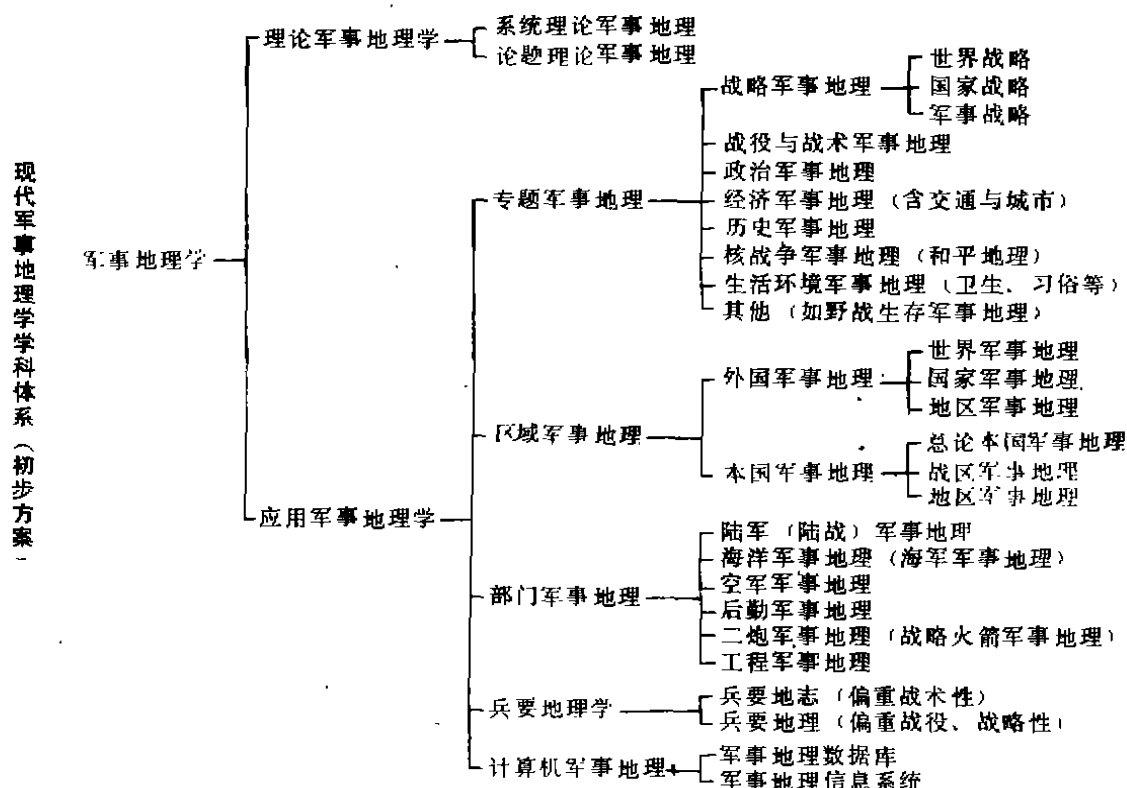 现代军事地理学学科体系（初步方案）
军事地理学
理论军事地理学
系统理论军事地理
论题理论军事地理
应用军事地理学
专题军事地理
战略军事地理
世界战略
国家战略
军事战略
战役与战术军事地理
政治军事地理
经济军事地理（含交通与城市）
历史军事地理
核战争军事地理（和平地理）
生活环境军事地理（卫生、习俗等）
其他（如野战生存军事地理）
区域军事地理
外国军事地理
世界军事地理
国家军事地理
地区军事地理
本国军事地理
总论本国军事地理
战区军事地理
地区军事地理
部门军事地理
陆军（陆战）军事地理
海洋军事地理（海军军事地理）
空军军事地理
后勤军事地理
二炮军事地理（战略火箭军事地理）
工程军事地理
兵要地理学
兵要地志（偏重战术性）
兵要地理（偏重战役、战略性）
计算机军事地理
军事地理数据库
军事地理信息系统